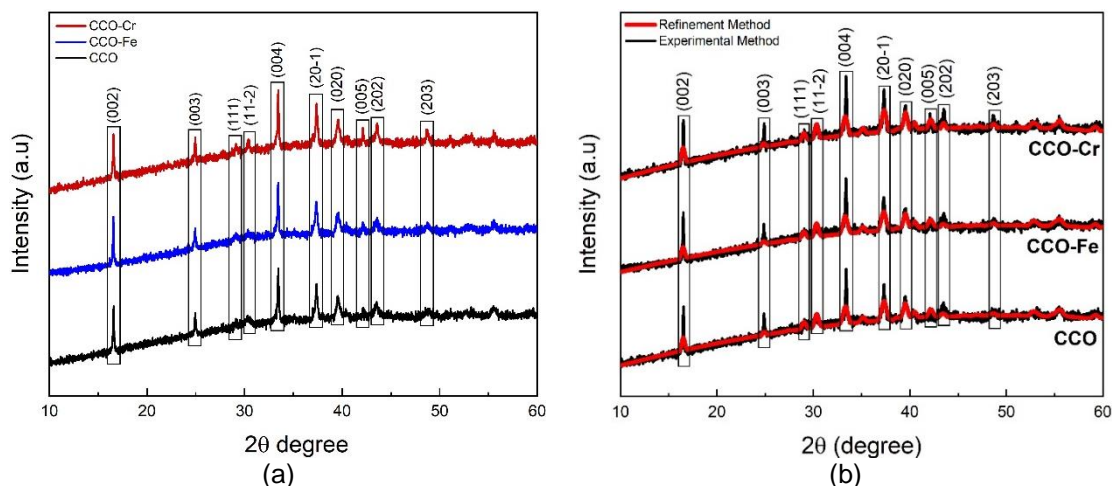 CCO-Cr
CCO-Fe
CCO
(002)
(003)
(111)
(11-2)
(004)
(20-1)
(020)
(005)
(202)
(203)
Intensity (a.u)
10 20 30 40 50 60
2θ degree
(a)
Refinement Method
Experimental Method
(002)
(003)
(111)
(11-2)
(004)
(20-1)
(020)
(005)
(202)
(203)
CCO-Cr
CCO-Fe
CCO
Intensity (a.u)
10 20 30 40 50 60
2θ (degree)
(b)